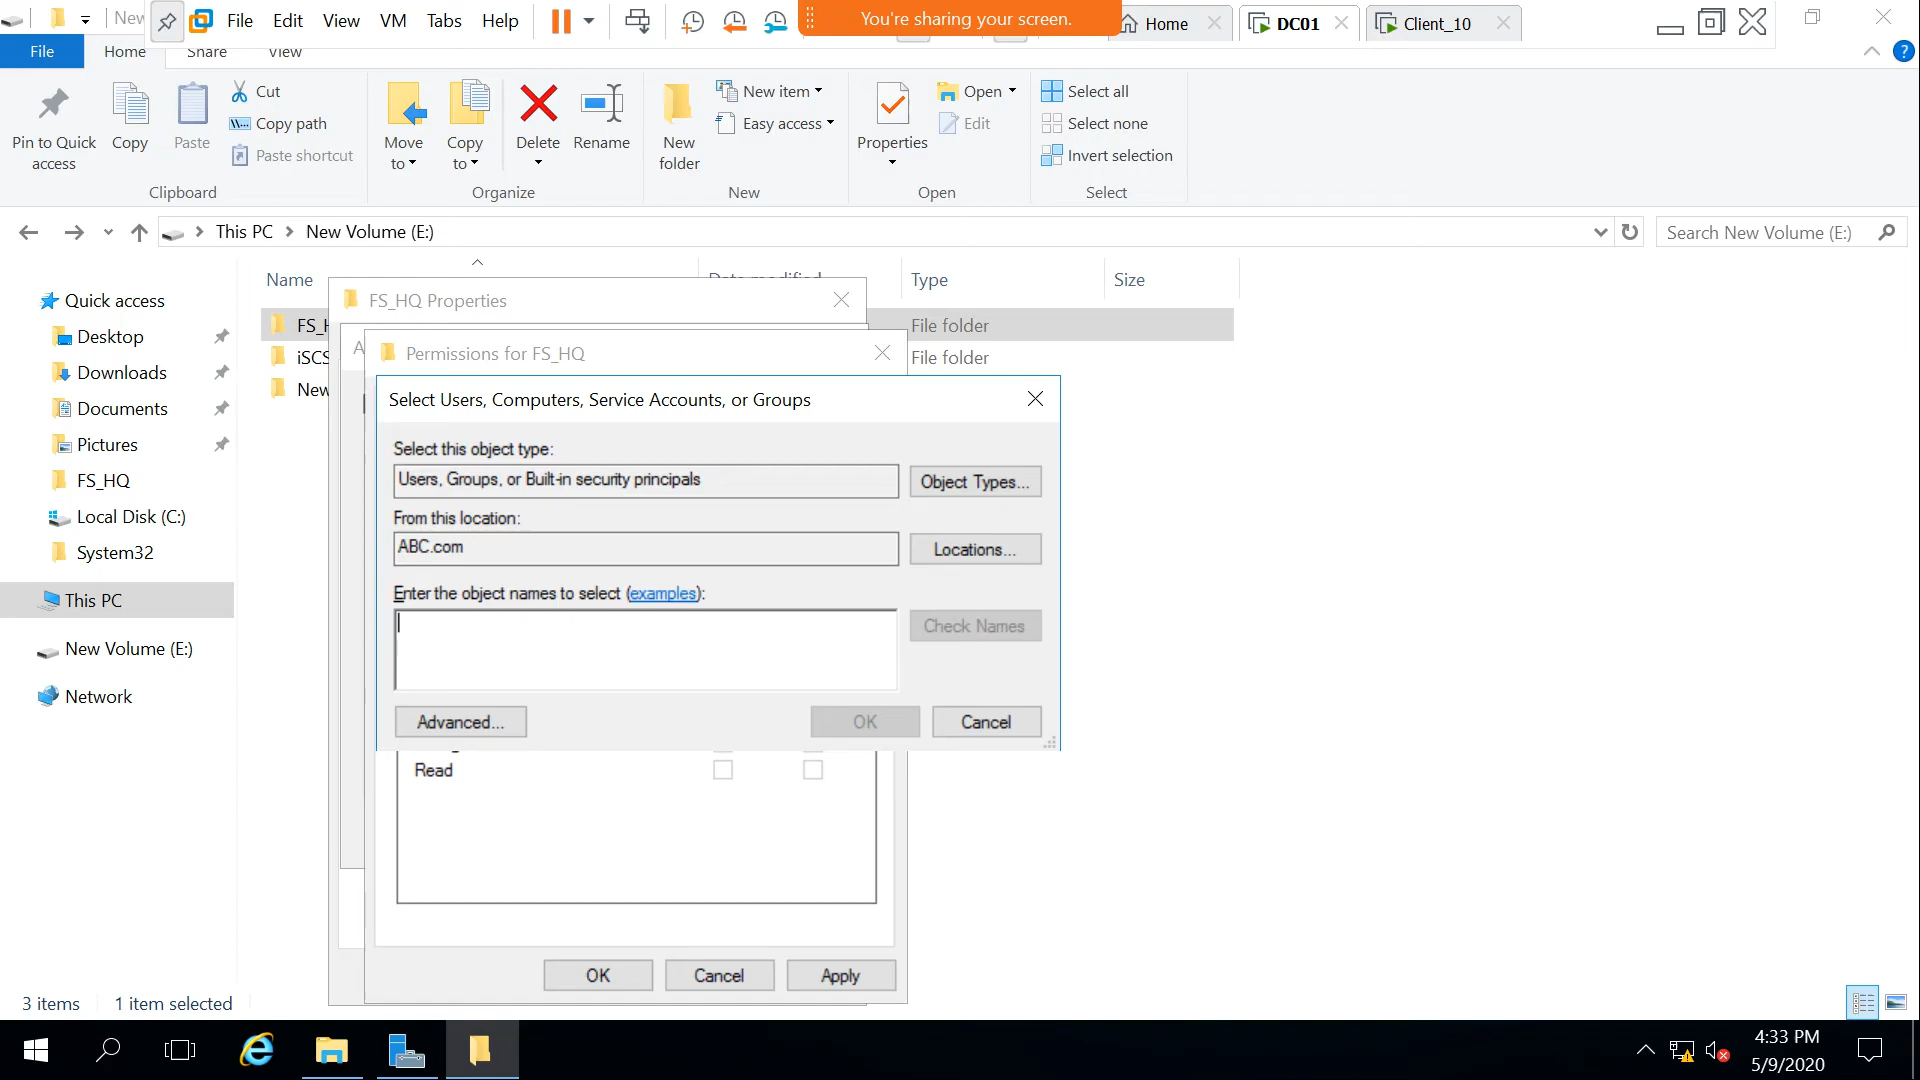 New
File Edit View VM Tabs Help
You're sharing your screen.
Home
DC01
Client_10
File Home Share View
Pin to Quick access
Copy
Paste
Cut
Copy path
Paste shortcut
Clipboard
Move to
Copy to
Delete
Rename
Organize
New folder
New item
Easy access
New
Properties
Open
Edit
Open
Select all
Select none
Invert selection
Select
This PC > New Volume (E:)
Search New Volume (E:)
Name Date modified Type Size
FS_H File folder
iSCS File folder
New
Quick access
Desktop
Downloads
Documents
Pictures
FS_HQ
Local Disk (C:)
System32
This PC
New Volume (E:)
Network
FS_HQ Properties
A
Permissions for FS_HQ
Select Users, Computers, Service Accounts, or Groups
Select this object type:
Users, Groups, or Built-in security principals
Object Types...
From this location:
ABC.com
Locations...
Enter the object names to select (examples):
Check Names
Advanced...
OK
Cancel
Read
OK Cancel Apply
3 items 1 item selected
4:33 PM
5/9/2020